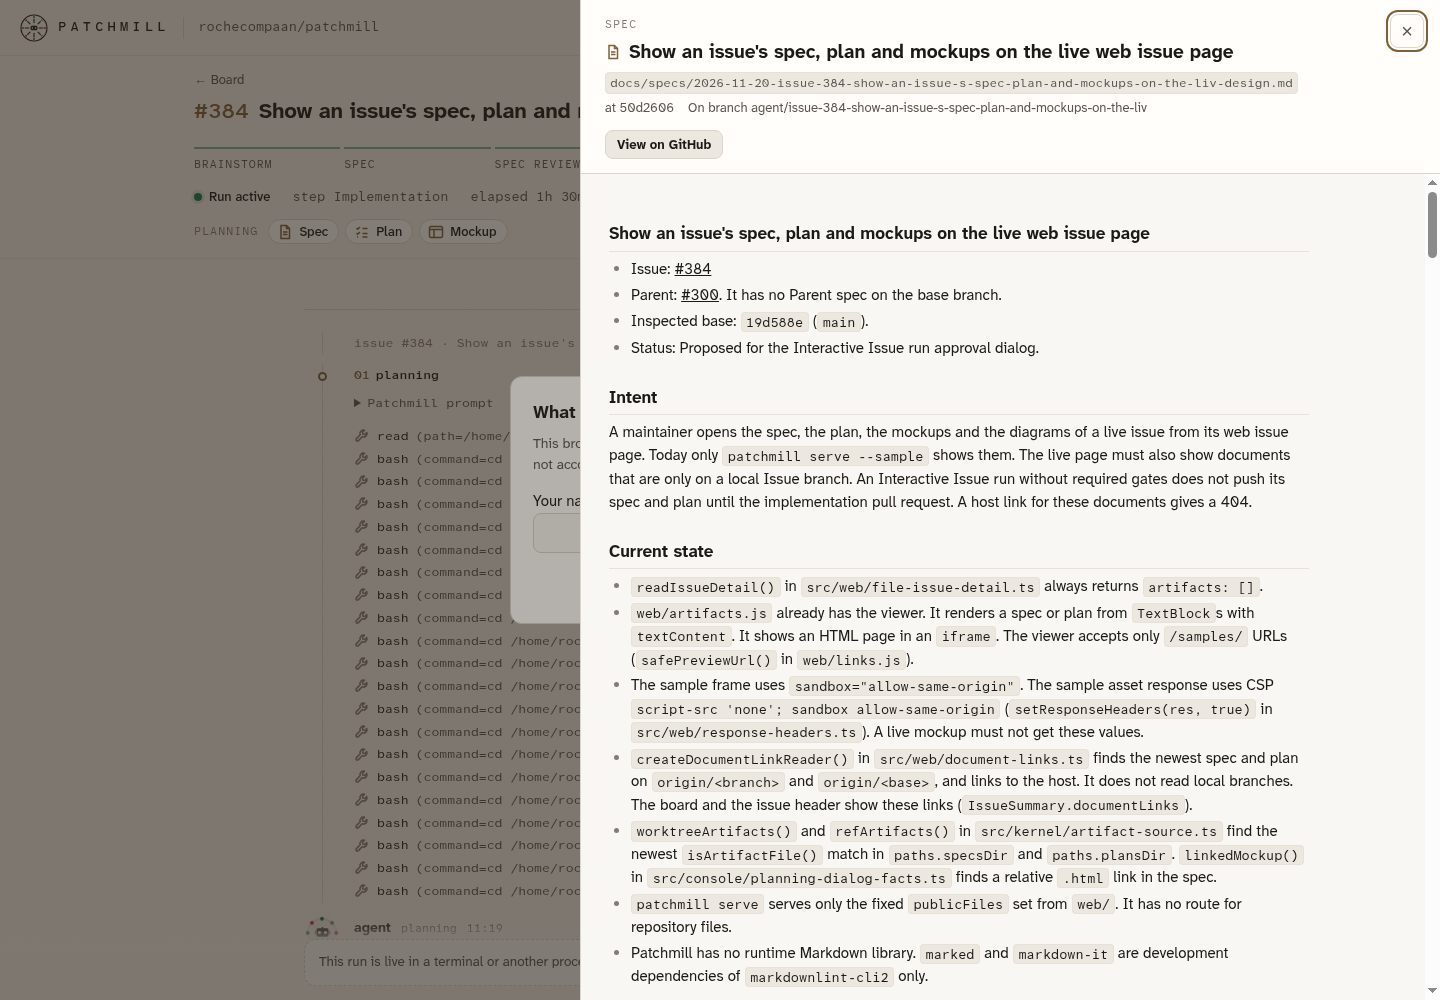 PATCHMILL
rochecompaan/patchmill
← Board
#384 Show an issue's spec, plan and
BRAINSTORM
SPEC
SPEC REVIEW
Run active
step Implementation
elapsed 1h 30m
PLANNING
Spec
Plan
Mockup
issue #384 · Show an issue's
01 planning
Patchmill prompt
read (path=/home/
bash (command=cd
bash (command=cd
bash (command=cd
bash (command=cd
bash (command=cd
bash (command=cd
bash (command=cd
bash (command=cd
bash (command=cd /home/roc
bash (command=cd /home/roc
bash (command=cd /home/roc
bash (command=cd /home/roc
bash (command=cd /home/roc
bash (command=cd /home/roc
bash (command=cd /home/roc
bash (command=cd /home/roc
bash (command=cd /home/roc
bash (command=cd /home/roc
bash (command=cd /home/roc
bash (command=cd /home/roc
agent planning 11:19
This run is live in a terminal or another proce
What
This bro
not acco
Your na
SPEC
Show an issue's spec, plan and mockups on the live web issue page
docs/specs/2026-11-20-issue-384-show-an-issue-s-spec-plan-and-mockups-on-the-liv-design.md
at 50d2606 On branch agent/issue-384-show-an-issue-s-spec-plan-and-mockups-on-the-liv
View on GitHub
×
Show an issue's spec, plan and mockups on the live web issue page
Issue: #384
Parent: #300. It has no Parent spec on the base branch.
Inspected base: 19d588e (main).
Status: Proposed for the Interactive Issue run approval dialog.
Intent
A maintainer opens the spec, the plan, the mockups and the diagrams of a live issue from its web issue
page. Today only patchmill serve --sample shows them. The live page must also show documents
that are only on a local Issue branch. An Interactive Issue run without required gates does not push its
spec and plan until the implementation pull request. A host link for these documents gives a 404.
Current state
readIssueDetail() in src/web/file-issue-detail.ts always returns artifacts: [].
web/artifacts.js already has the viewer. It renders a spec or plan from TextBlocks with
textContent. It shows an HTML page in an iframe. The viewer accepts only /samples/ URLs
(safePreviewUrl() in web/links.js).
The sample frame uses sandbox="allow-same-origin". The sample asset response uses CSP
script-src 'none'; sandbox allow-same-origin (setResponseHeaders(res, true) in
src/web/response-headers.ts). A live mockup must not get these values.
createDocumentLinkReader() in src/web/document-links.ts finds the newest spec and plan
on origin/<branch> and origin/<base>, and links to the host. It does not read local branches.
The board and the issue header show these links (IssueSummary.documentLinks).
worktreeArtifacts() and refArtifacts() in src/kernel/artifact-source.ts find the
newest isArtifactFile() match in paths.specsDir and paths.plansDir. linkedMockup()
in src/console/planning-dialog-facts.ts finds a relative .html link in the spec.
patchmill serve serves only the fixed publicFiles set from web/. It has no route for
repository files.
Patchmill has no runtime Markdown library. marked and markdown-it are development
dependencies of markdownlint-cli2 only.